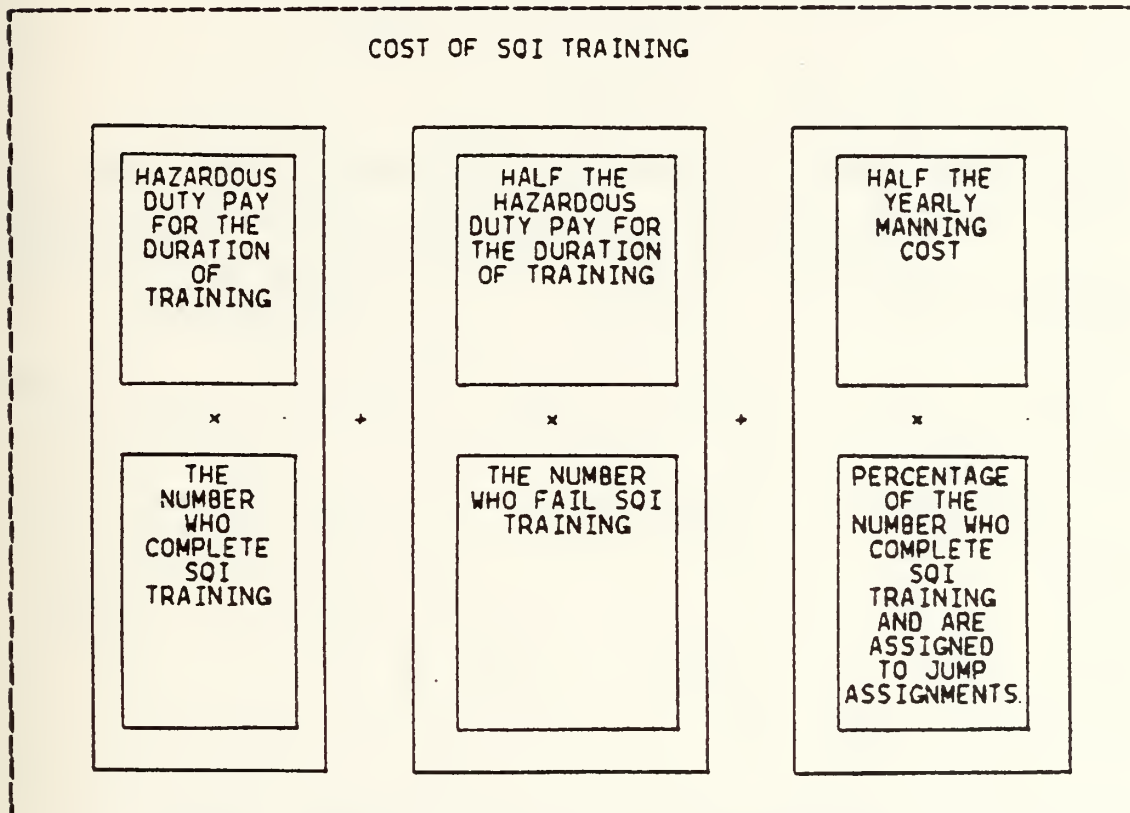 COST OF SQI TRAINING
HAZARDOUS
DUTY PAY
FOR THE
DURATION
OF
TRAINING
×
THE
NUMBER
WHO
COMPLETE
SQI
TRAINING
+
HALF THE
HAZARDOUS
DUTY PAY FOR
THE DURATION
OF TRAINING
×
THE NUMBER
WHO FAIL SQI
TRAINING
+
HALF THE
YEARLY
MANNING
COST
×
PERCENTAGE
OF THE
NUMBER WHO
COMPLETE
SQI
TRAINING
AND ARE
ASSIGNED
TO JUMP
ASSIGNMENTS.